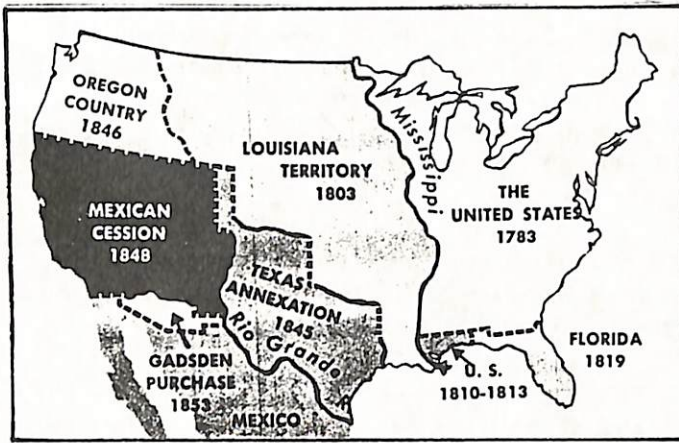 OREGON
COUNTRY
1846
LOUISIANA
TERRITORY
1803
Mississippi
THE
UNITED STATES
1783
MEXICAN
CESSION
1848
TEXAS
ANNEXATION
1845
Rio Grande
GADSDEN
PURCHASE
1853
MEXICO
FLORIDA
1819
U. S.
1810-1813